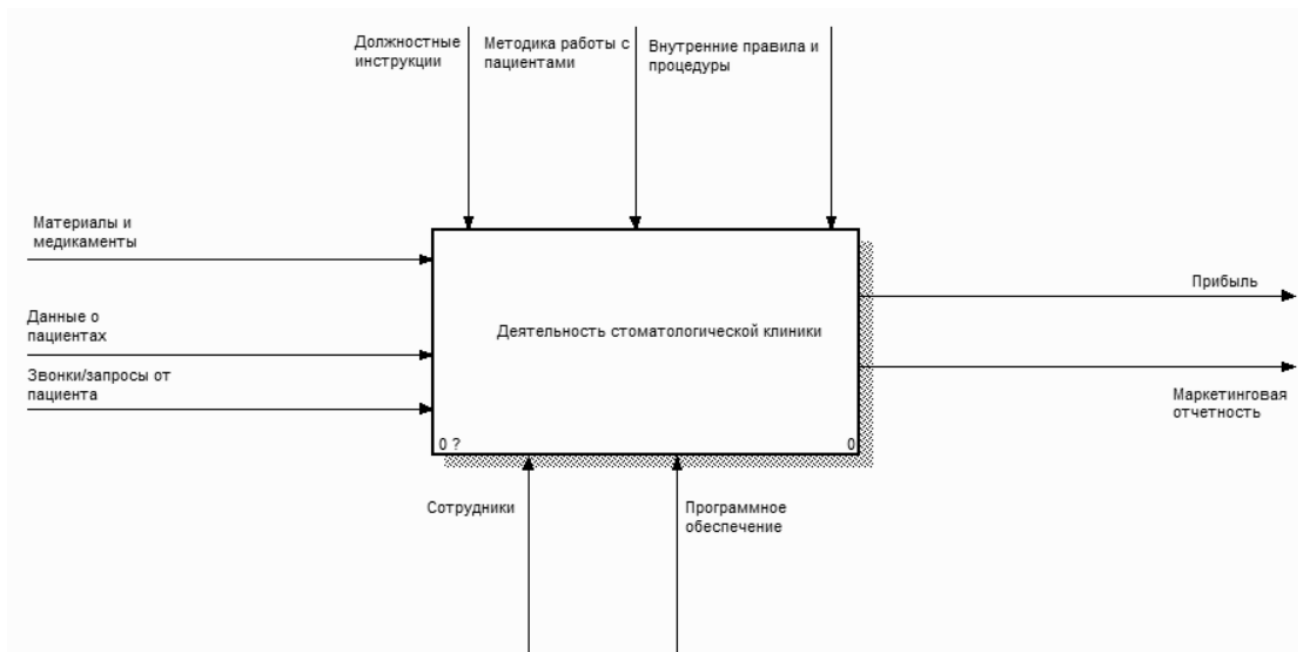 Должностные
инструкции
Методика работы с
пациентами
Внутренние правила и
процедуры
Материалы и
медикаменты
Данные о
пациентах
Звонки/запросы от
пациента
Деятельность стоматологической клиники
0 ?
0
Прибыль
Маркетинговая
отчетность
Сотрудники
Программное
обеспечение